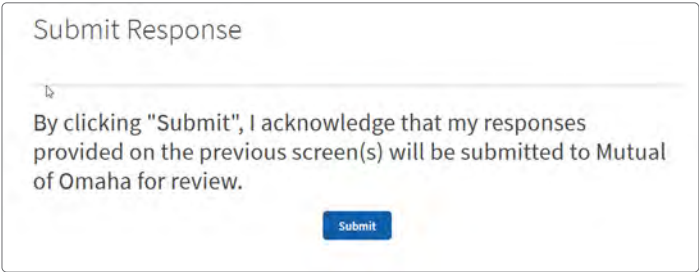 Submit Response
By clicking "Submit", I acknowledge that my responses
provided on the previous screen(s) will be submitted to Mutual
of Omaha for review.
Submit